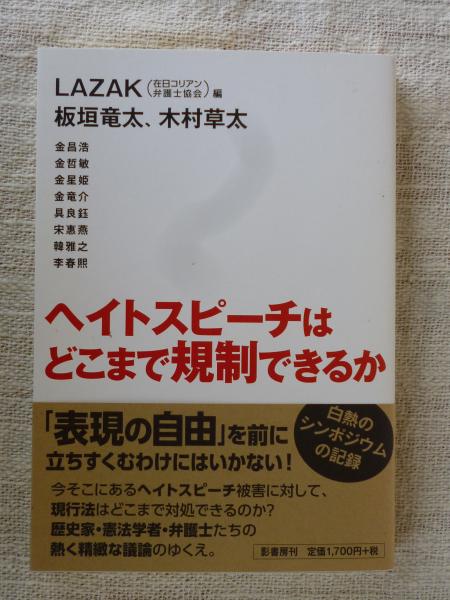 LAZAK（在日コリアン弁護士協会）編
板垣竜太、木村草太
金昌浩
金哲敏
金星姫
金竜介
具良鈺
宋惠燕
韓雅之
李春熙
ヘイトスピーチは
どこまで規制できるか
「表現の自由」を前に
立ちすくむわけにはいかない！
白熱の
シンポジウム
の記録
今そこにあるヘイトスピーチ被害に対して、
現行法はどこまで対処できるのか？
歴史家・憲法学者・弁護士たちの
熱く精緻な議論のゆくえ。
影書房刊 定価1,700円+税